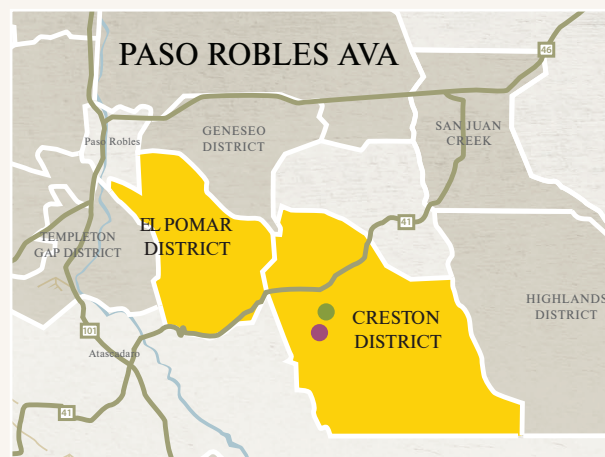 PASO ROBLES AVA
46
Paso Robles
GENESEO
DISTRICT
SAN JUAN
CREEK
EL POMAR
DISTRICT
TEMPLETON
GAP DISTRICT
41
HIGHLANDS
DISTRICT
CRESTON
DISTRICT
101
Atascadaro
41